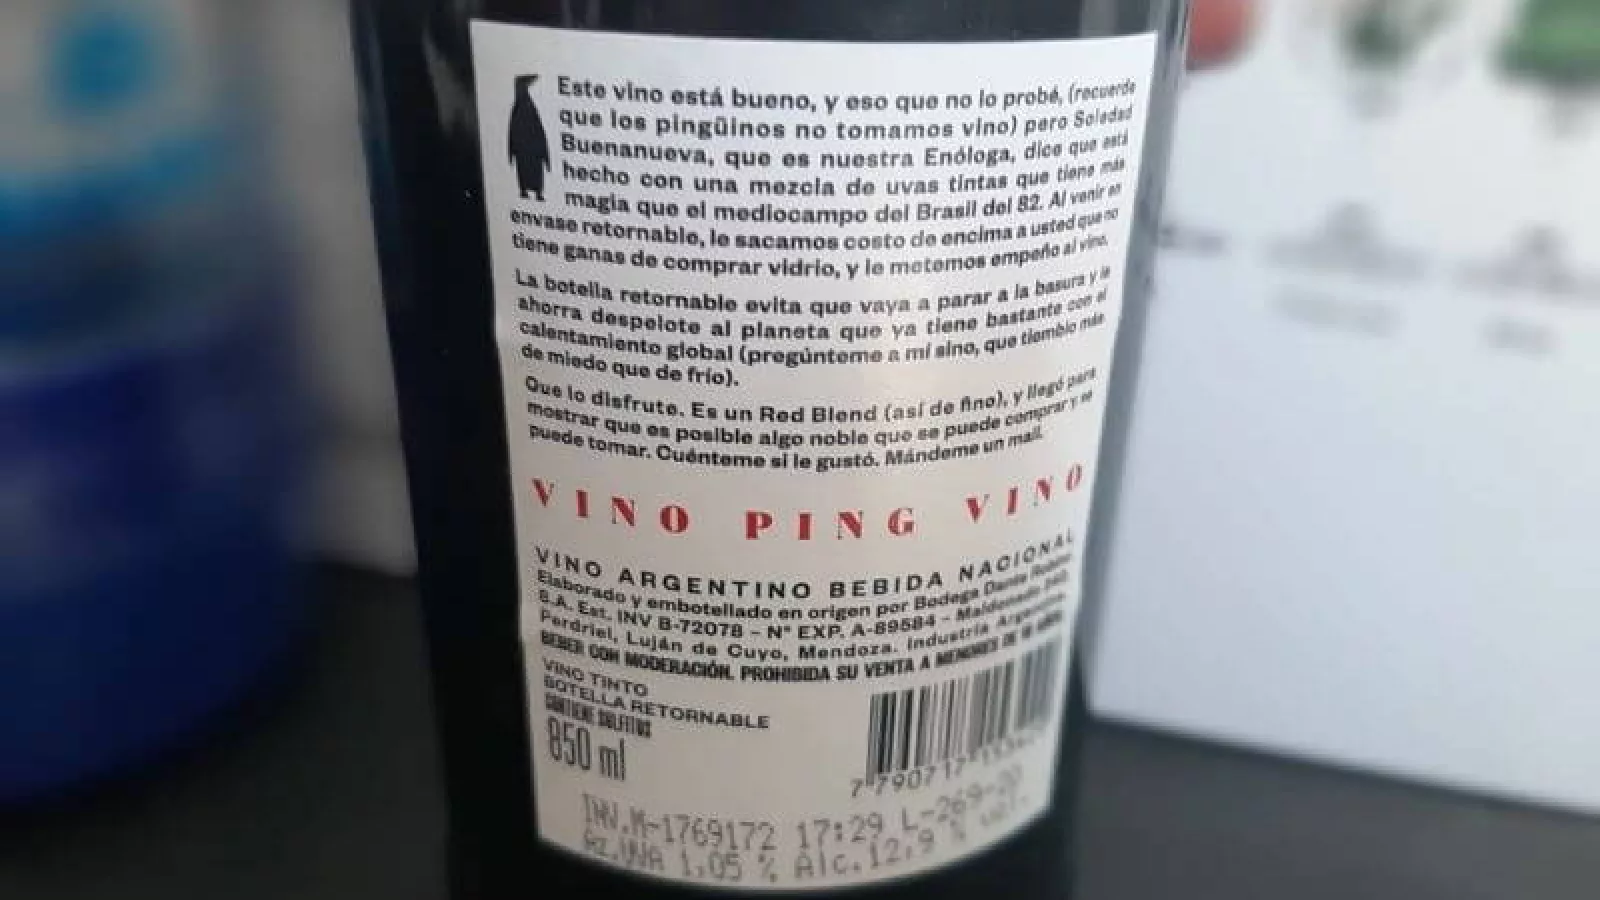 Este vino está bueno, y eso que no lo probé, (recuerde
que los pingüinos no tomamos vino) pero Soledad
Buenanueva, que es nuestra Enóloga, dice que está
hecho con una mezcla de uvas tintas que tiene más
magia que el mediocampo del Brasil del 82. Al venir en
envase retornable, le sacamos costo de encima a usted que no
tiene ganas de comprar vidrio, y le metemos empeño al vino.
La botella retornable evita que vaya a parar a la basura y le
ahorra despelote al planeta que ya tiene bastante con el
calentamiento global (pregúnteme a mí sino, que tiemblo más
de miedo que de frío).
Que lo disfrute. Es un Red Blend (así de fino), y llegó para
mostrar que es posible algo noble que se puede comprar y se
puede tomar. Cuénteme si le gustó. Mándeme un mail.
VINO PING VINO
VINO ARGENTINO BEBIDA NACIONAL
Elaborado y embotellado en origen por Bodega Dante Robino
S.A. Est. INV B-72078 - N° EXP. A-89584 - Maldonado 240,
Perdriel, Luján de Cuyo, Mendoza. Industria Argentina.
BEBER CON MODERACIÓN. PROHIBIDA SU VENTA A MENORES DE 18 AÑOS.
VINO TINTO
BOTELLA RETORNABLE
CONTIENE SULFITOS
850 ml
7 790717
INV.M-1769172 17:29 L-269-20
Az.UVA 1,05 % Alc.12,9 % vol.